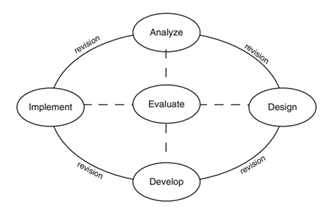 Analyze
revision
revision
Implement
Evaluate
Design
revision
revision
Develop